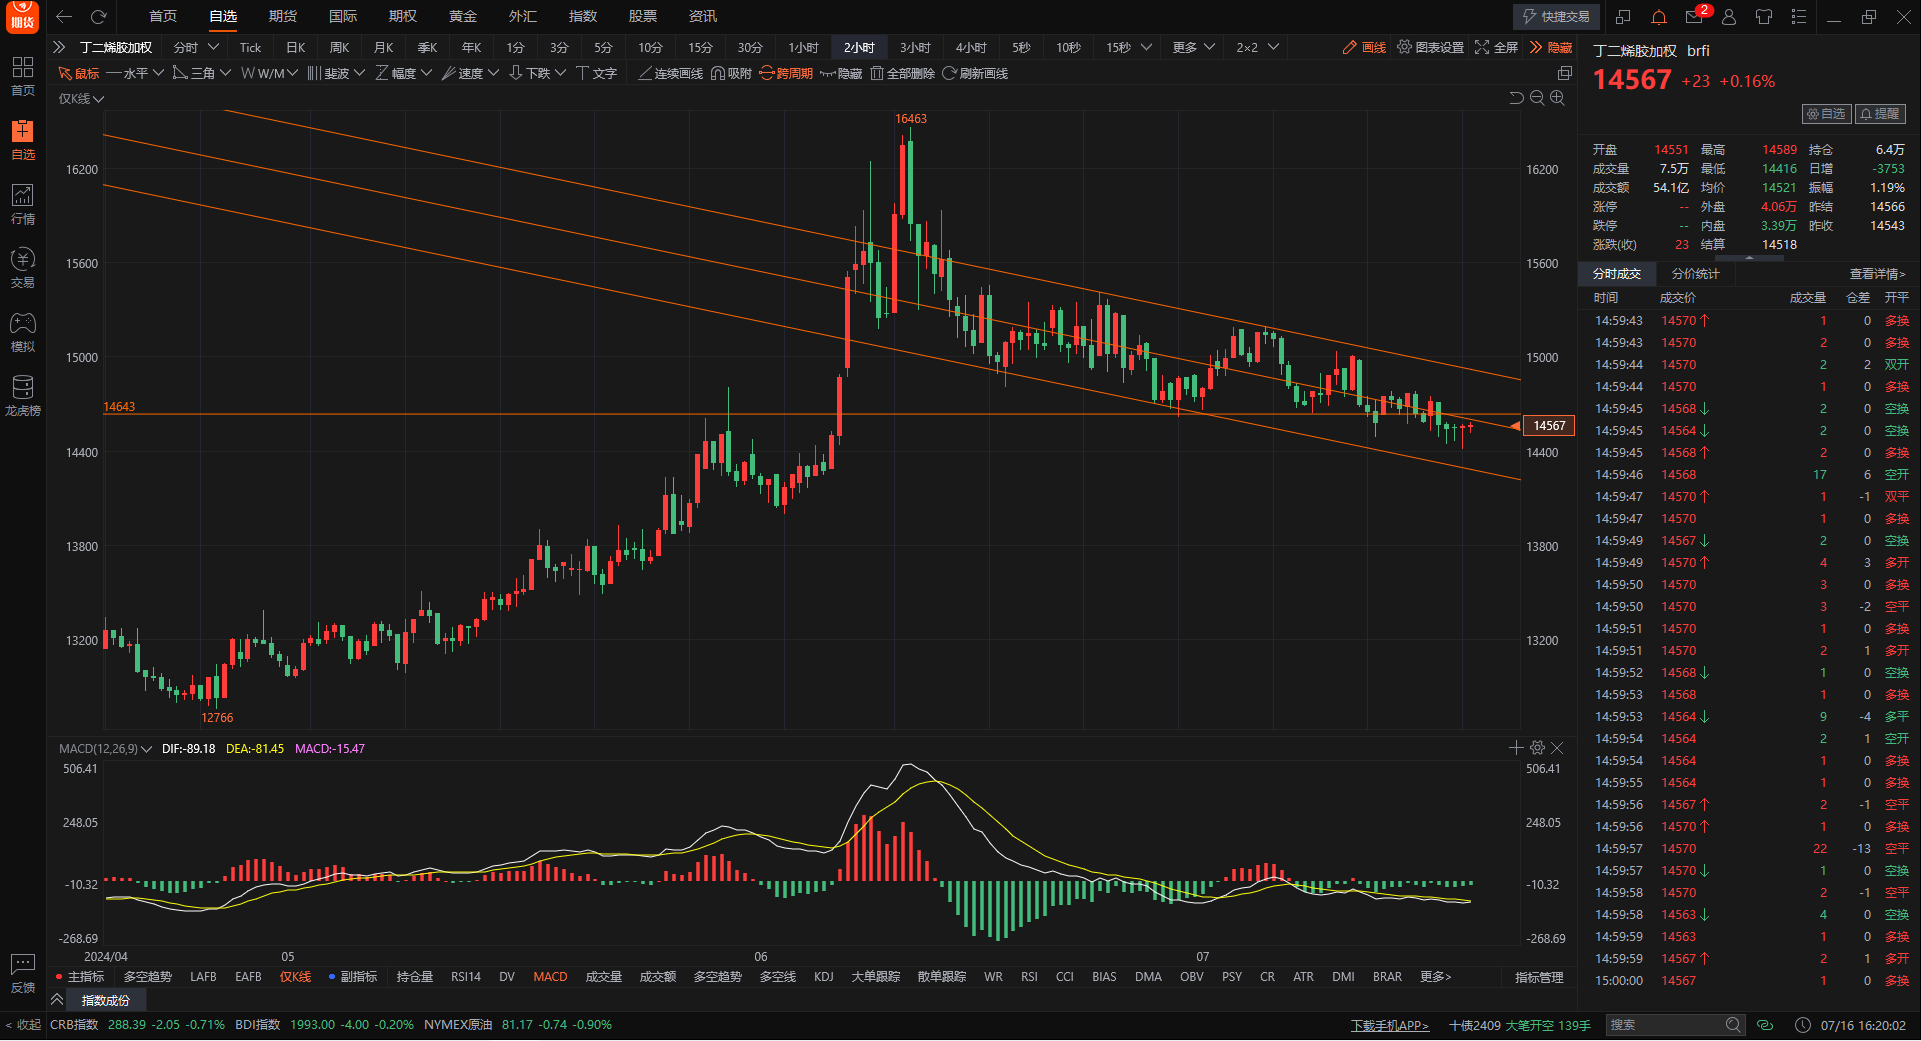 期货
首页 自选 期货 国际 期权 黄金 外汇 指数 股票 资讯
快捷交易 2
丁二烯胶加权 分时 Tick 日K 周K 月K 季K 年K 1分 3分 5分 10分 15分 30分 1小时 2小时 3小时 4小时 5秒 10秒 15秒 更多 2×2 画线 图表设置 全屏 隐藏
鼠标 水平 三角 W/M 斐波 幅度 速度 下跌 文字 连续画线 吸附 跨周期 隐藏 全部删除 刷新画线
首页
自选
行情
交易
模拟
龙虎榜
反馈
< 收起
仅K线
16463
16200 16200
15600 15600
15000 15000
14643
14567
14400 14400
13800 13800
13200 13200
12766
MACD(12,26,9) DIF:-89.18 DEA:-81.45 MACD:-15.47
506.41 506.41
248.05 248.05
-10.32 -10.32
-268.69 -268.69
2024/04 05 06 07
主指标 多空趋势 LAFB EAFB 仅K线 副指标 持仓量 RSI14 DV MACD 成交量 成交额 多空趋势 多空线 KDJ 大单跟踪 散单跟踪 WR RSI CCI BIAS DMA OBV PSY CR ATR DMI BRAR 更多> 指标管理
指数成份
丁二烯胶加权 brfi
14567 +23 +0.16%
自选 提醒
开盘 14551 最高 14589 持仓 6.4万
成交量 7.5万 最低 14416 日增 -3753
成交额 54.1亿 均价 14521 振幅 1.19%
涨停 -- 外盘 4.06万 昨结 14566
跌停 -- 内盘 3.39万 昨收 14543
涨跌(收) 23 结算 14518
分时成交 分价统计 查看详情>
时间 成交价 成交量 仓差 开平
14:59:43 14570 ↑ 1 0 多换
14:59:43 14570 2 0 多换
14:59:44 14570 2 2 双开
14:59:44 14570 1 0 多换
14:59:45 14568 ↓ 2 0 空换
14:59:45 14564 ↓ 2 0 空换
14:59:45 14568 ↑ 2 0 多换
14:59:46 14568 17 6 空开
14:59:47 14570 ↑ 1 -1 双平
14:59:47 14570 1 0 多换
14:59:49 14567 ↓ 2 0 空换
14:59:49 14570 ↑ 4 3 多开
14:59:50 14570 3 0 多换
14:59:50 14570 3 -2 空平
14:59:51 14570 1 0 多换
14:59:51 14570 2 1 多开
14:59:52 14568 ↓ 1 0 空换
14:59:53 14568 1 0 多换
14:59:53 14564 ↓ 9 -4 多平
14:59:54 14564 2 1 空开
14:59:54 14564 1 0 多换
14:59:55 14564 1 0 多换
14:59:56 14567 ↑ 2 -1 空平
14:59:56 14570 ↑ 1 0 多换
14:59:57 14570 22 -13 空平
14:59:57 14570 ↓ 1 0 空换
14:59:58 14570 2 -1 空平
14:59:58 14563 ↓ 4 0 空换
14:59:59 14563 1 0 多换
14:59:59 14567 ↑ 2 1 多开
15:00:00 14567 1 0 多换
CRB指数 288.39 -2.05 -0.71% BDI指数 1993.00 -4.00 -0.20% NYMEX原油 81.17 -0.74 -0.90% 下载手机APP> 十债2409 大笔开空 139手 搜索 07/16 16:20:02